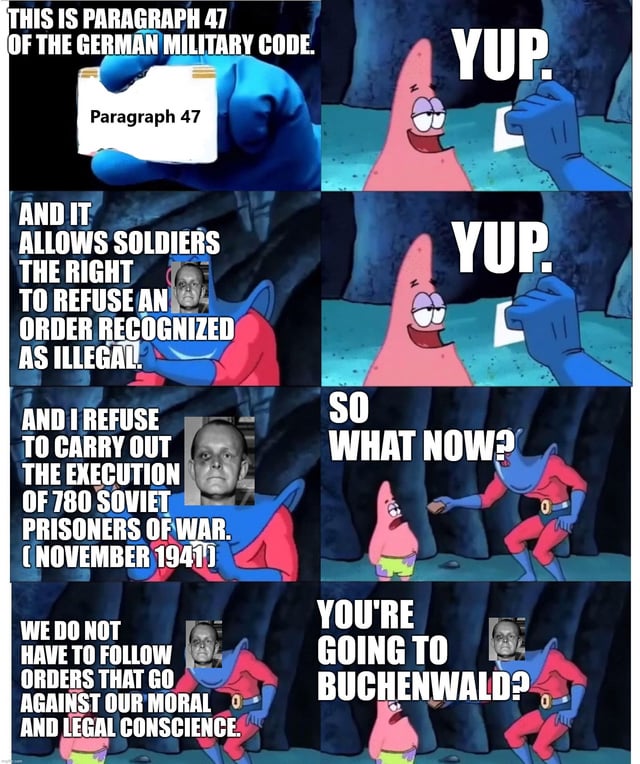 THIS IS PARAGRAPH 47
OF THE GERMAN MILITARY CODE.
Paragraph 47
YUP.
AND IT
ALLOWS SOLDIERS
THE RIGHT
TO REFUSE AN
ORDER RECOGNIZED
AS ILLEGAL.
YUP.
AND I REFUSE
TO CARRY OUT
THE EXECUTION
OF 780 SOVIET
PRISONERS OF WAR.
( NOVEMBER 1941)
SO
WHAT NOW?
WE DO NOT
HAVE TO FOLLOW
ORDERS THAT GO
AGAINST OUR MORAL
AND LEGAL CONSCIENCE.
YOU'RE
GOING TO
BUCHENWALD?
imgflip.com